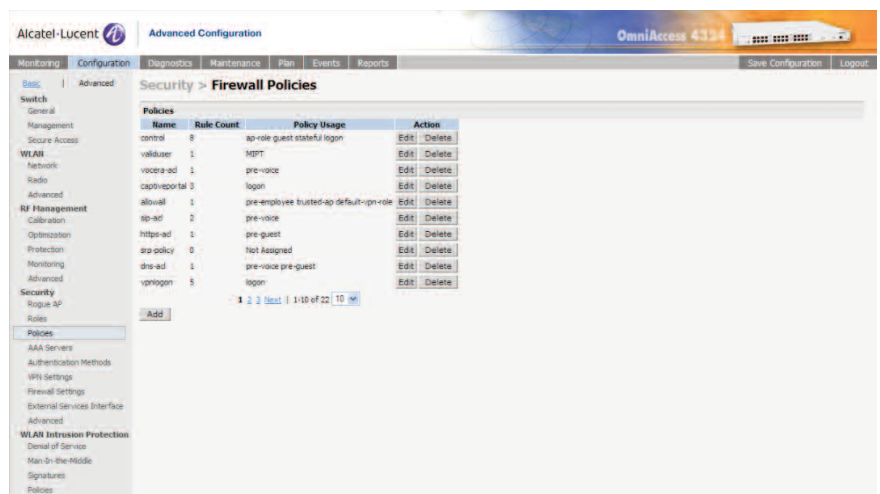 Alcatel-Lucent
Advanced Configuration
OmniAccess 4324
Monitoring Configuration Diagnostics Maintenance Plan Events Reports Save Configuration Logout
Basic | Advanced
Switch
General
Management
Secure Access
WLAN
Network
Radio
Advanced
RF Management
Calibration
Optimization
Protection
Monitoring
Advanced
Security
Rogue AP
Roles
Policies
AAA Servers
Authentication Methods
VPN Settings
Firewall Settings
External Services Interface
Advanced
WLAN Intrusion Protection
Denial of Service
Man-In-the-Middle
Signatures
Policies
Security > Firewall Policies
Policies
Name Rule Count Policy Usage Action
control 8 ap-role guest stateful logon Edit Delete
validuser 1 MIPT Edit Delete
vocera-acl 1 pre-voice Edit Delete
captiveportal 3 logon Edit Delete
allowall 1 pre-employee trusted-ap default-vpn-role Edit Delete
sip-acl 2 pre-voice Edit Delete
https-acl 1 pre-guest Edit Delete
srp-policy 0 Not Assigned Edit Delete
dns-acl 1 pre-voice pre-guest Edit Delete
vpnlogon 5 logon Edit Delete
1 2 3 Next | 1-10 of 22 10
Add